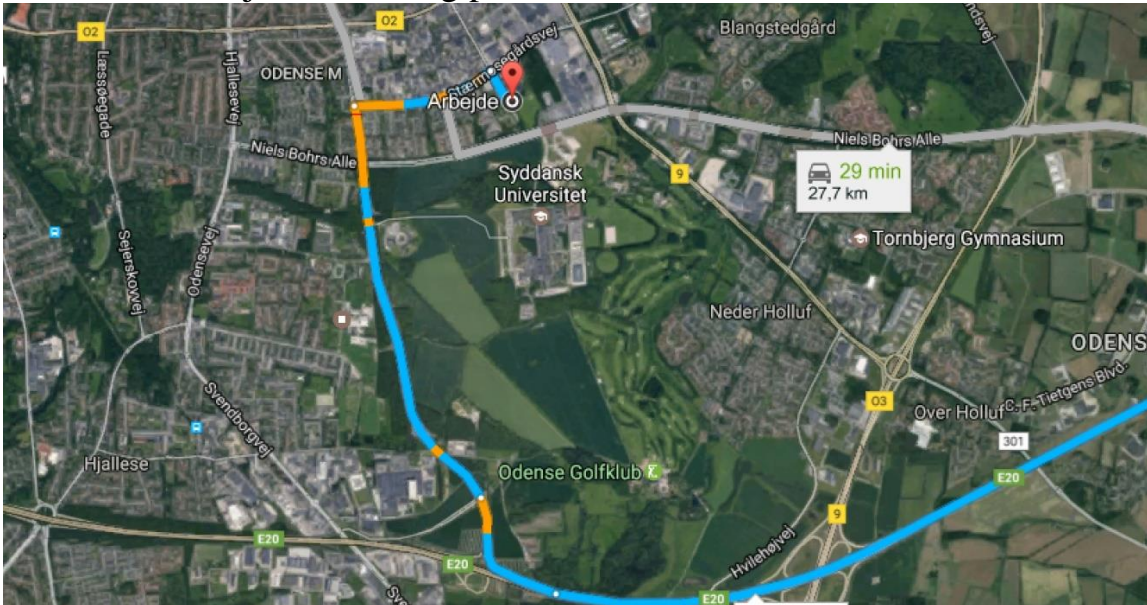 O2
O2
Blangstedgård
Læssøegade
Hjallesevej
ODENSE M
Stærmosegårdsvej
Arbejde
Niels Bohrs Alle
Niels Bohrs Alle
Syddansk
Universitet
9
29 min
27,7 km
Tornbjerg Gymnasium
Sejerskovvej
Odensevej
Neder Holluf
ODENS
Svendborgvej
O3
Over Holluf
C. F. Tietgens Blvd.
301
Hjallese
Odense Golfklub
E20
9
E20
E20
Hvilehøjvej
E20